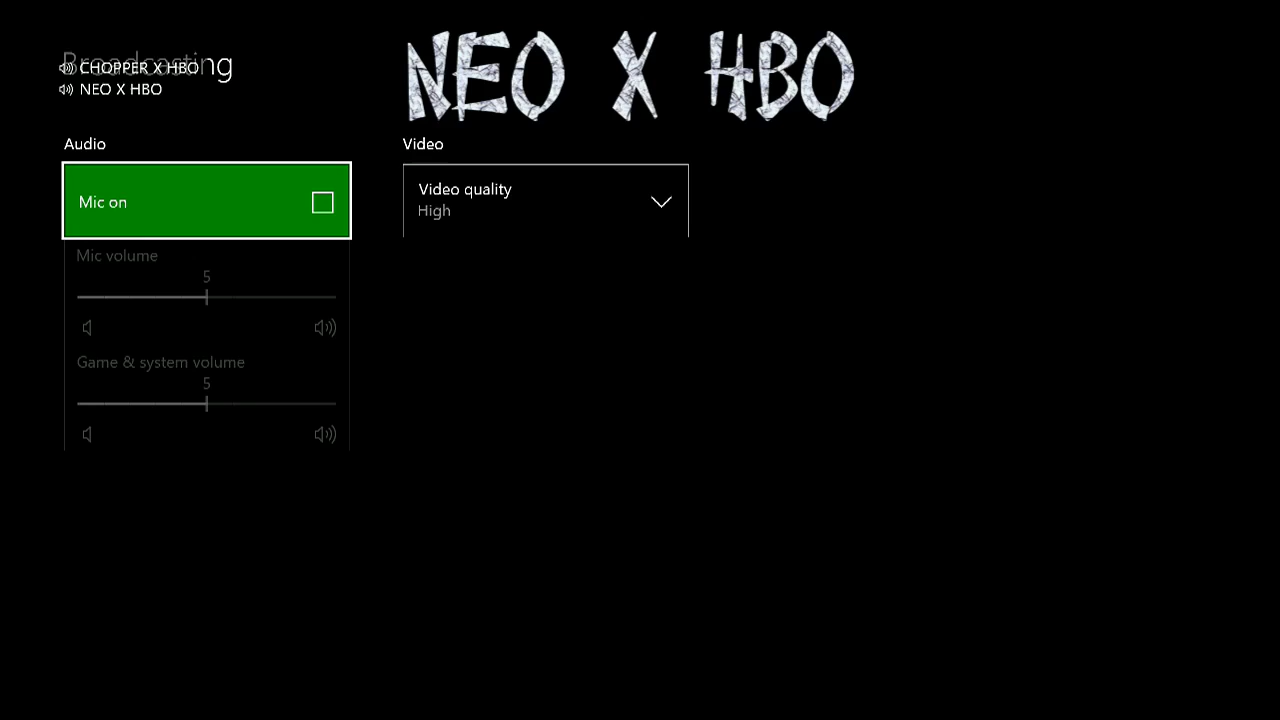 NEO X HBO
Broadcasting
CHOPPER X HBO
NEO X HBO
Audio
Mic on
Mic volume
5
Game & system volume
5
Video
Video quality
High